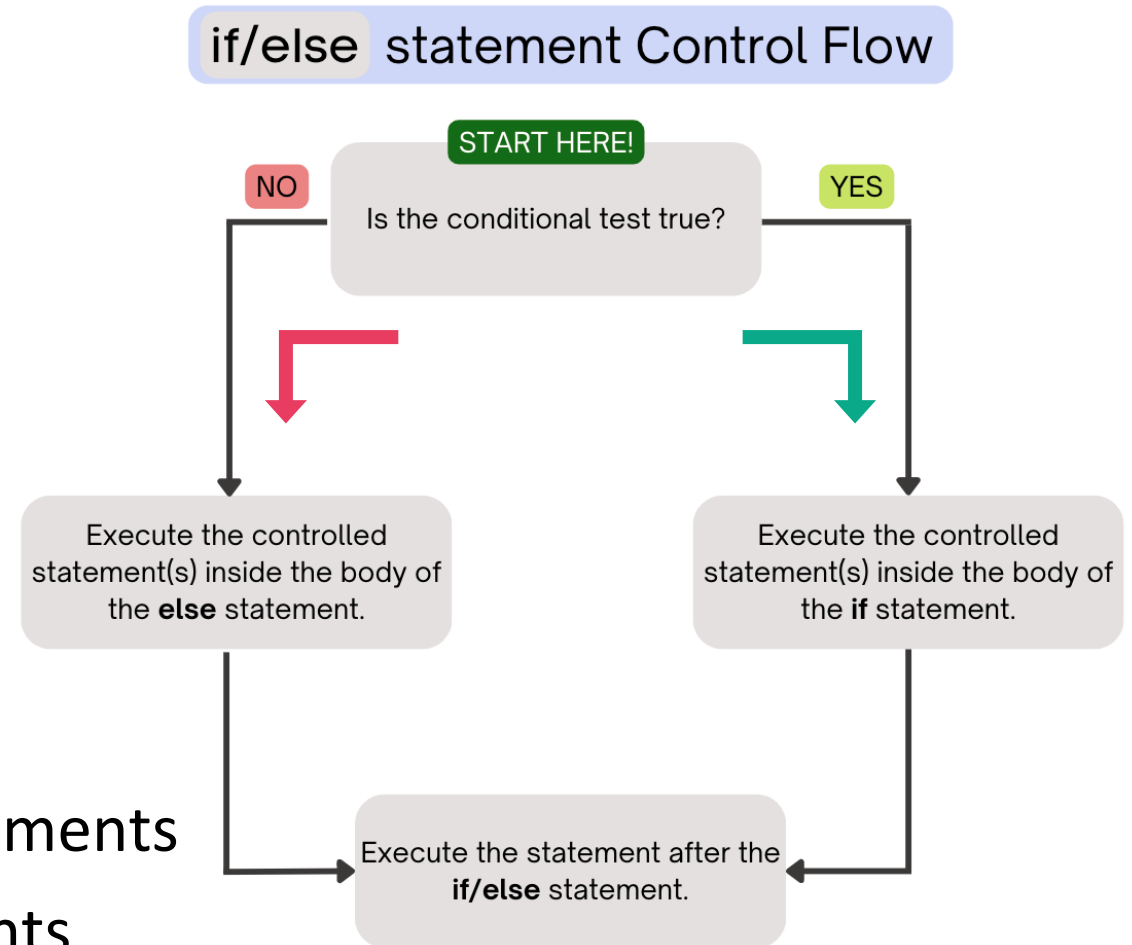 if/else statement Control Flow
START HERE!
NO
YES
Is the conditional test true?
Execute the controlled
statement(s) inside the body of
the else statement.
Execute the controlled
statement(s) inside the body of
the if statement.
ments
Execute the statement after the
if/else statement.
nts